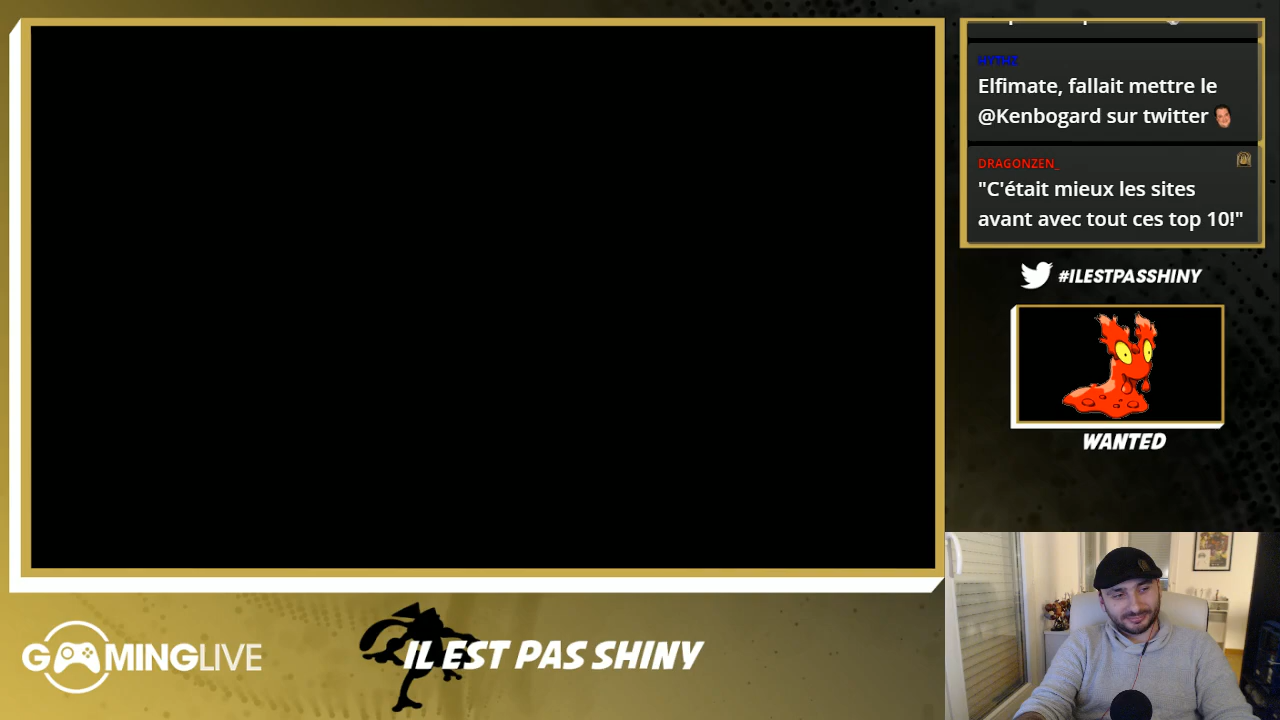 MYTHE
Elfimate, fallait mettre le
@Kenbogard sur twitter
DRAGONZEN_
"C'était mieux les sites
avant avec tout ces top 10!"
#ILESTPASSHINY
WANTED
GAMINGLIVE
IL EST PAS SHINY